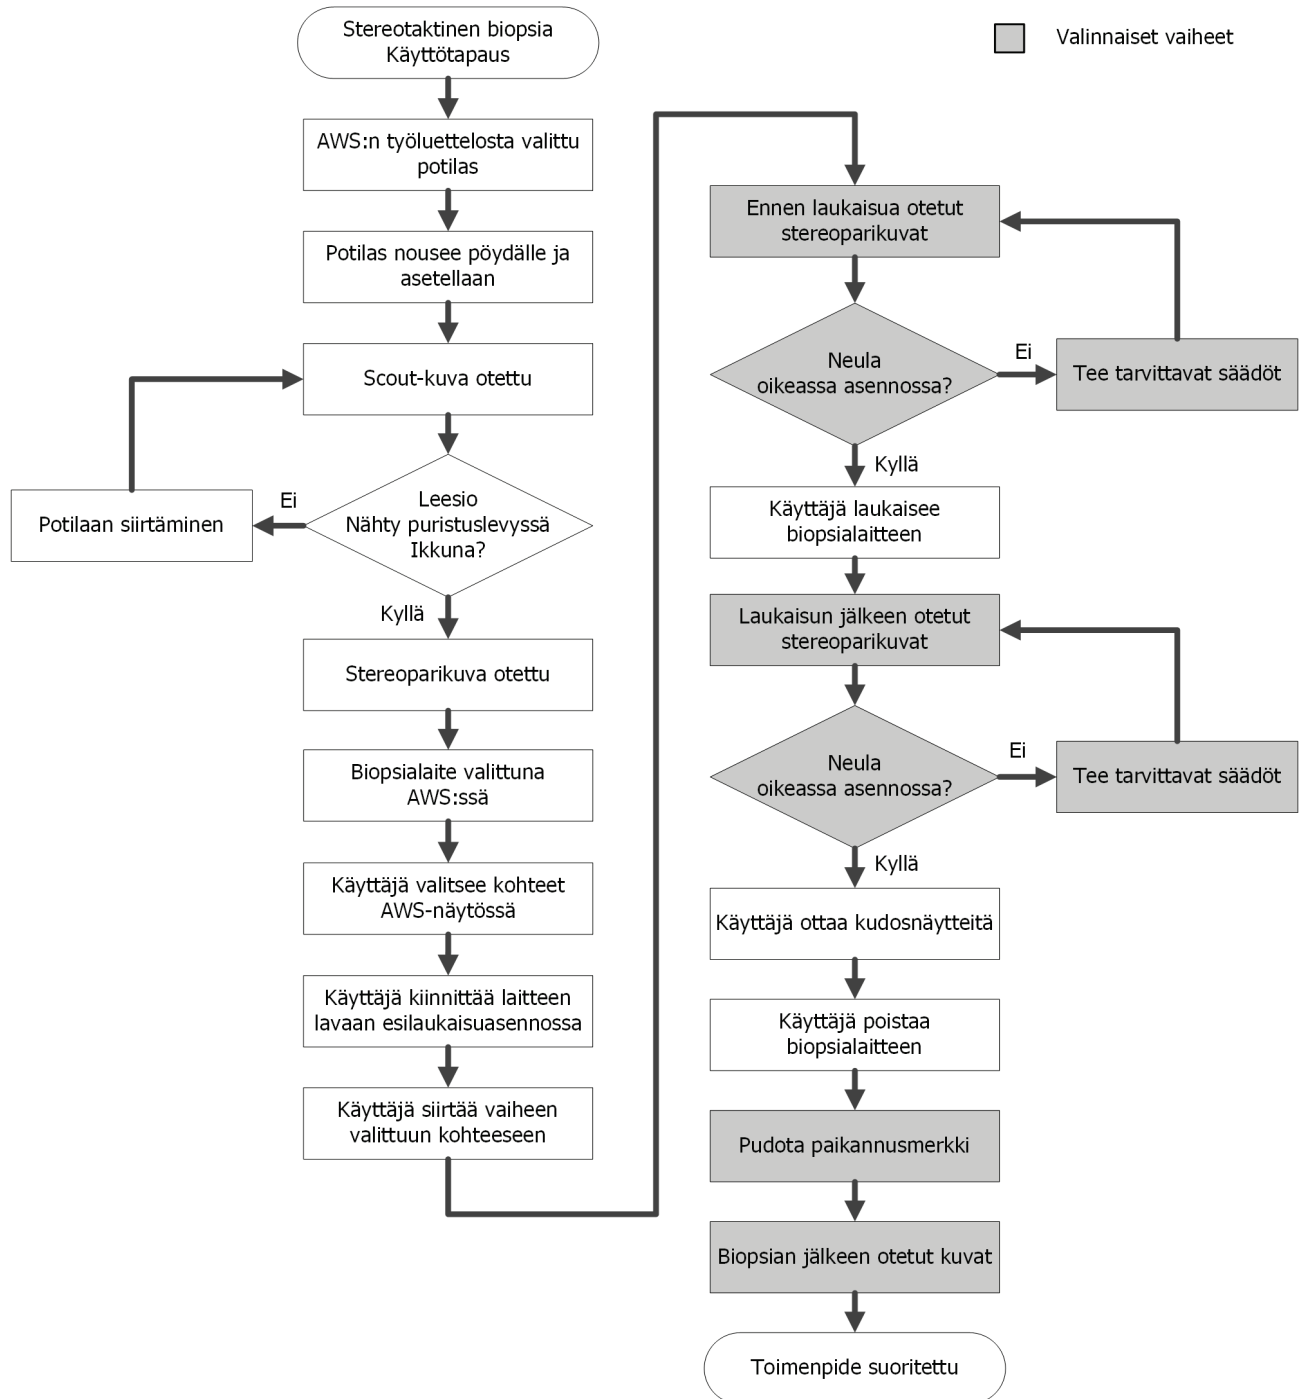 Stereotaktinen biopsia
Käyttötapaus
Valinnaiset vaiheet
AWS:n työluettelosta valittu
potilas
Potilas nousee pöydälle ja
asetellaan
Scout-kuva otettu
Leesio
Nähty puristuslevyssä
Ikkuna?
Ei
Potilaan siirtäminen
Kyllä
Stereoparikuva otettu
Biopsialaite valittuna
AWS:ssä
Käyttäjä valitsee kohteet
AWS-näytössä
Käyttäjä kiinnittää laitteen
lavaan esilaukaisuasennossa
Käyttäjä siirtää vaiheen
valittuun kohteeseen
Ennen laukaisua otetut
stereoparikuvat
Neula
oikeassa asennossa?
Ei
Tee tarvittavat säädöt
Kyllä
Käyttäjä laukaisee
biopsialaitteen
Laukaisun jälkeen otetut
stereoparikuvat
Neula
oikeassa asennossa?
Ei
Tee tarvittavat säädöt
Kyllä
Käyttäjä ottaa kudosnäytteitä
Käyttäjä poistaa
biopsialaitteen
Pudota paikannusmerkki
Biopsian jälkeen otetut kuvat
Toimenpide suoritettu